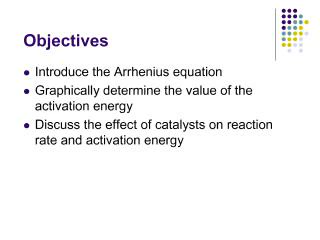 Objectives
Introduce the Arrhenius equation
Graphically determine the value of the
activation energy
Discuss the effect of catalysts on reaction
rate and activation energy